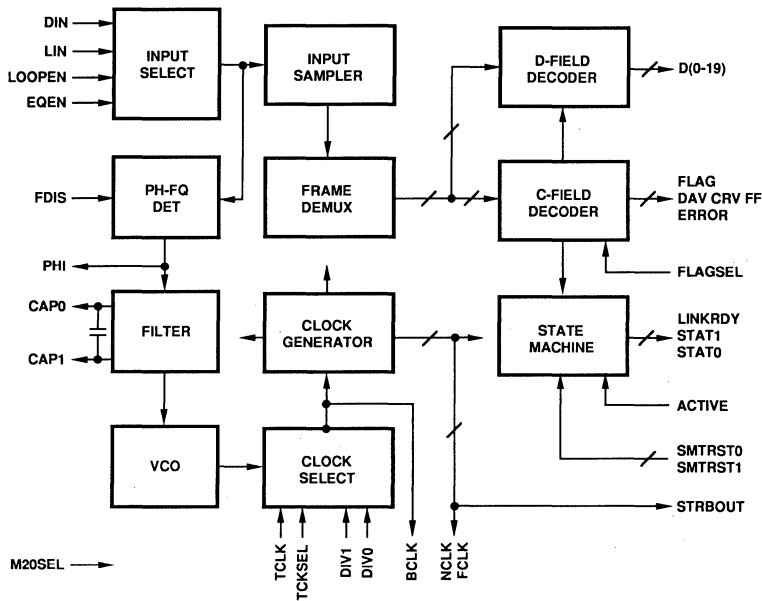 DIN
LIN
LOOPEN
EQEN
INPUT
SELECT
INPUT
SAMPLER
D-FIELD
DECODER
D(0-19)
FDIS
PH-FQ
DET
FRAME
DEMUX
C-FIELD
DECODER
FLAG
DAV CRV FF
ERROR
PHI
FLAGSEL
CAP0
CAP1
FILTER
CLOCK
GENERATOR
STATE
MACHINE
LINKRDY
STAT1
STAT0
ACTIVE
VCO
CLOCK
SELECT
SMTRST0
SMTRST1
STRBOUT
M20SEL
TCLK
TCKSEL
DIV1
DIV0
BCLK
NCLK
FCLK